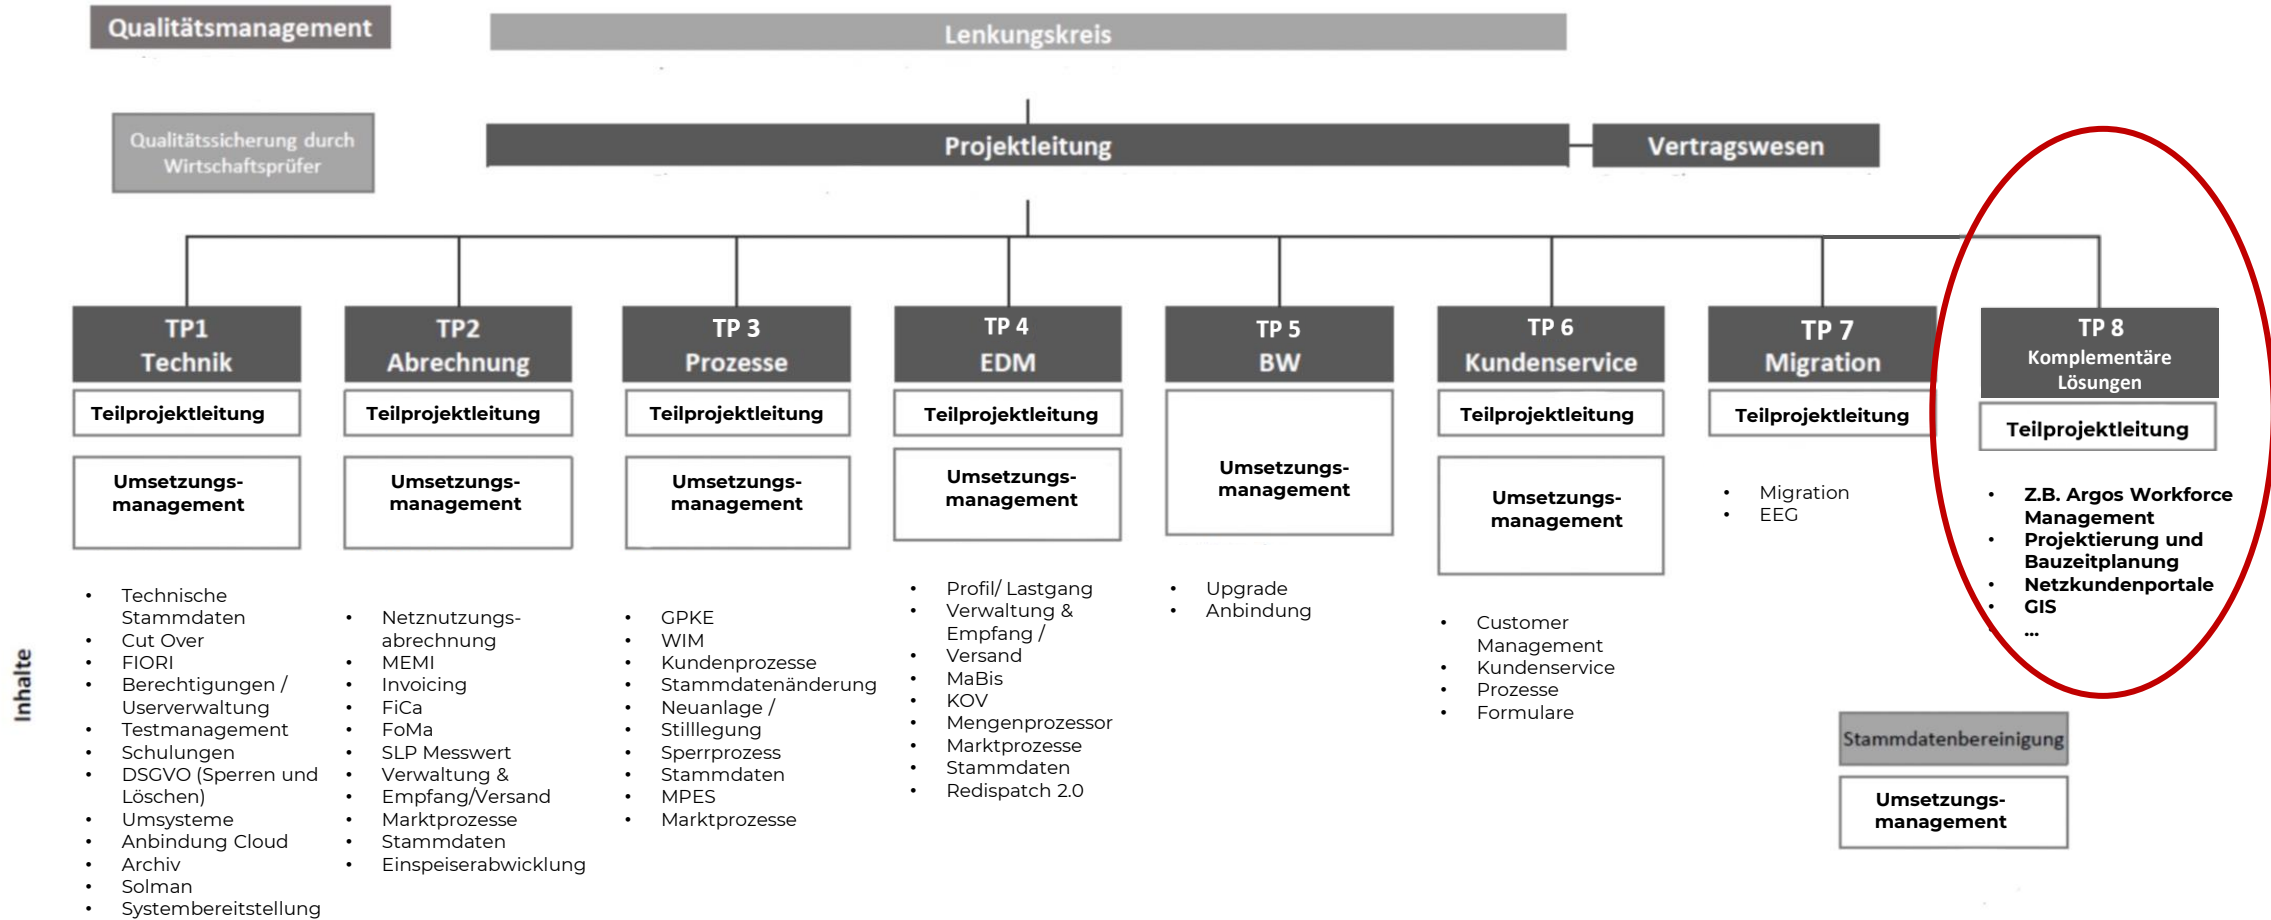 Qualitätsmanagement
Lenkungskreis
Qualitätssicherung durch
Wirtschaftsprüfer
Projektleitung
Vertragswesen
TP1
Technik
Teilprojektleitung
Umsetzungs-
management
• Technische
Stammdaten
• Cut Over
• FIORI
• Berechtigungen /
Userverwaltung
• Testmanagement
• Schulungen
• DSGVO (Sperren und
Löschen)
• Umsysteme
• Anbindung Cloud
• Archiv
• Solman
• Systembereitstellung
TP2
Abrechnung
Teilprojektleitung
Umsetzungs-
management
• Netznutzungs-
abrechnung
• MEMI
• Invoicing
• FiCa
• FoMa
• SLP Messwert
• Verwaltung &
• Empfang/Versand
• Marktprozesse
• Stammdaten
• Einspeiserabwicklung
TP 3
Prozesse
Teilprojektleitung
Umsetzungs-
management
• GPKE
• WIM
• Kundenprozesse
• Stammdatenänderung
• Neuanlage /
• Stilllegung
• Sperrprozess
• Stammdaten
• MPES
• Marktprozesse
TP 4
EDM
Teilprojektleitung
Umsetzungs-
management
• Profil/ Lastgang
• Verwaltung &
Empfang /
• Versand
• MaBis
• KOV
• Mengenprozessor
• Marktprozesse
• Stammdaten
• Redispatch 2.0
TP 5
BW
Umsetzungs-
management
• Upgrade
• Anbindung
TP 6
Kundenservice
Teilprojektleitung
Umsetzungs-
management
• Customer
Management
• Kundenservice
• Prozesse
• Formulare
TP 7
Migration
Teilprojektleitung
• Migration
• EEG
TP 8
Komplementäre
Lösungen
Teilprojektleitung
• Z.B. Argos Workforce
Management
• Projektierung und
Bauzeitplanung
• Netzkundenportale
• GIS
• ...
Stammdatenbereinigung
Umsetzungs-
management
Inhalte